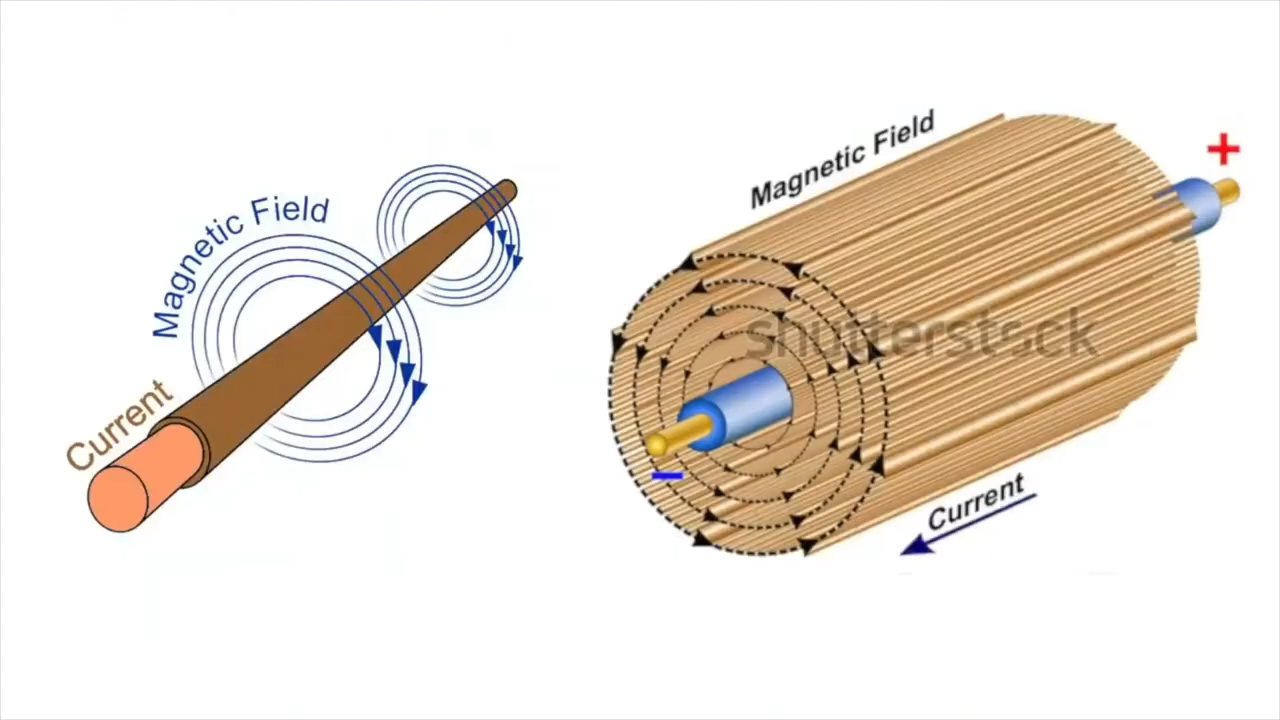 Magnetic Field
Current
Magnetic Field
+
shutterstock
−
Current